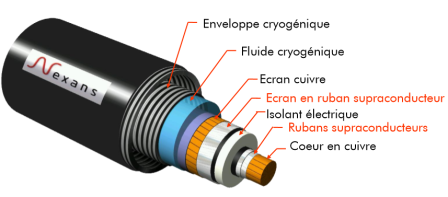 Enveloppe cryogénique
Fluide cryogénique
Nexans
Ecran cuivre
Ecran en ruban supraconducteur
Isolant électrique
Rubans supraconducteurs
Coeur en cuivre